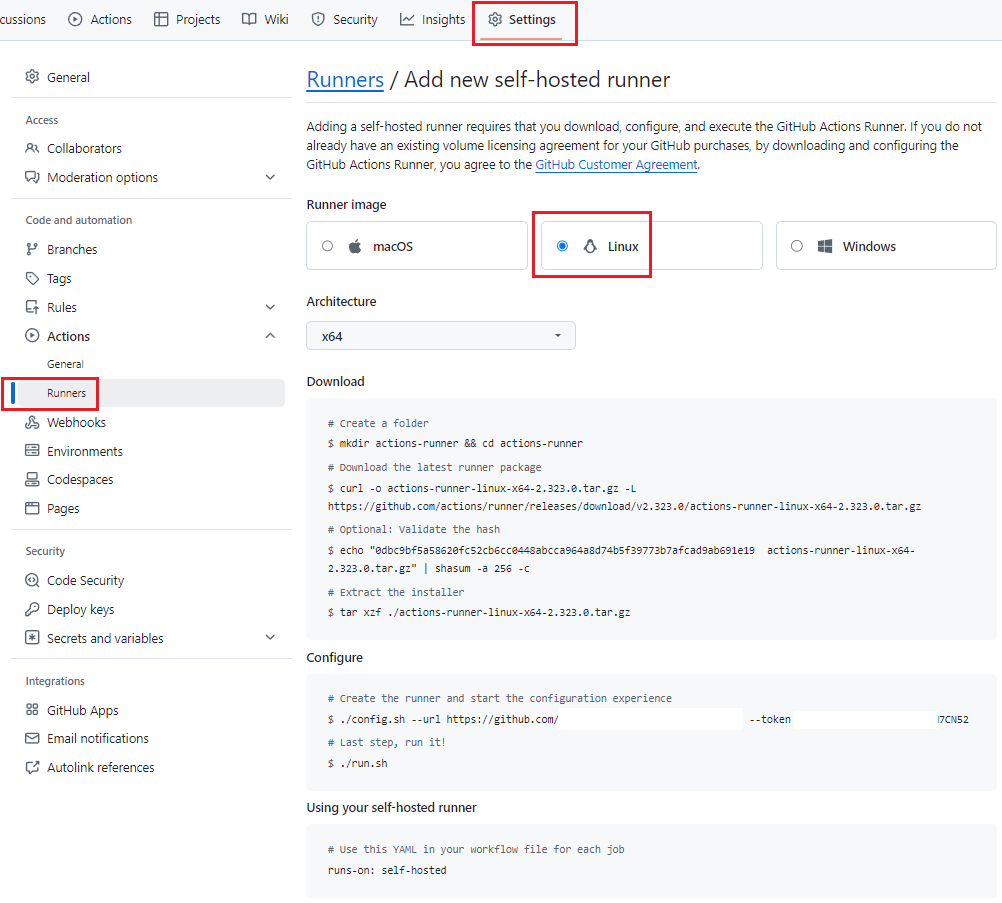 cussions
Actions
Projects
Wiki
Security
Insights
Settings
General
Access
Collaborators
Moderation options
Code and automation
Branches
Tags
Rules
Actions
General
Runners
Webhooks
Environments
Codespaces
Pages
Security
Code Security
Deploy keys
Secrets and variables
Integrations
GitHub Apps
Email notifications
Autolink references
Runners / Add new self-hosted runner
Adding a self-hosted runner requires that you download, configure, and execute the GitHub Actions Runner. If you do not
already have an existing volume licensing agreement for your GitHub purchases, by downloading and configuring the
GitHub Actions Runner, you agree to the GitHub Customer Agreement.
Runner image
macOS
Linux
Windows
Architecture
x64
Download
# Create a folder
$ mkdir actions-runner && cd actions-runner
# Download the latest runner package
$ curl -o actions-runner-linux-x64-2.323.0.tar.gz -L
https://github.com/actions/runner/releases/download/v2.323.0/actions-runner-linux-x64-2.323.0.tar.gz
# Optional: Validate the hash
$ echo "0dbc9bf5a58620fc52cb6cc0448abcca964a8d74b5f39773b7afcad9ab691e19  actions-runner-linux-x64-
2.323.0.tar.gz" | shasum -a 256 -c
# Extract the installer
$ tar xzf ./actions-runner-linux-x64-2.323.0.tar.gz
Configure
# Create the runner and start the configuration experience
$ ./config.sh --url https://github.com/ --token 7CN52
# Last step, run it!
$ ./run.sh
Using your self-hosted runner
# Use this YAML in your workflow file for each job
runs-on: self-hosted